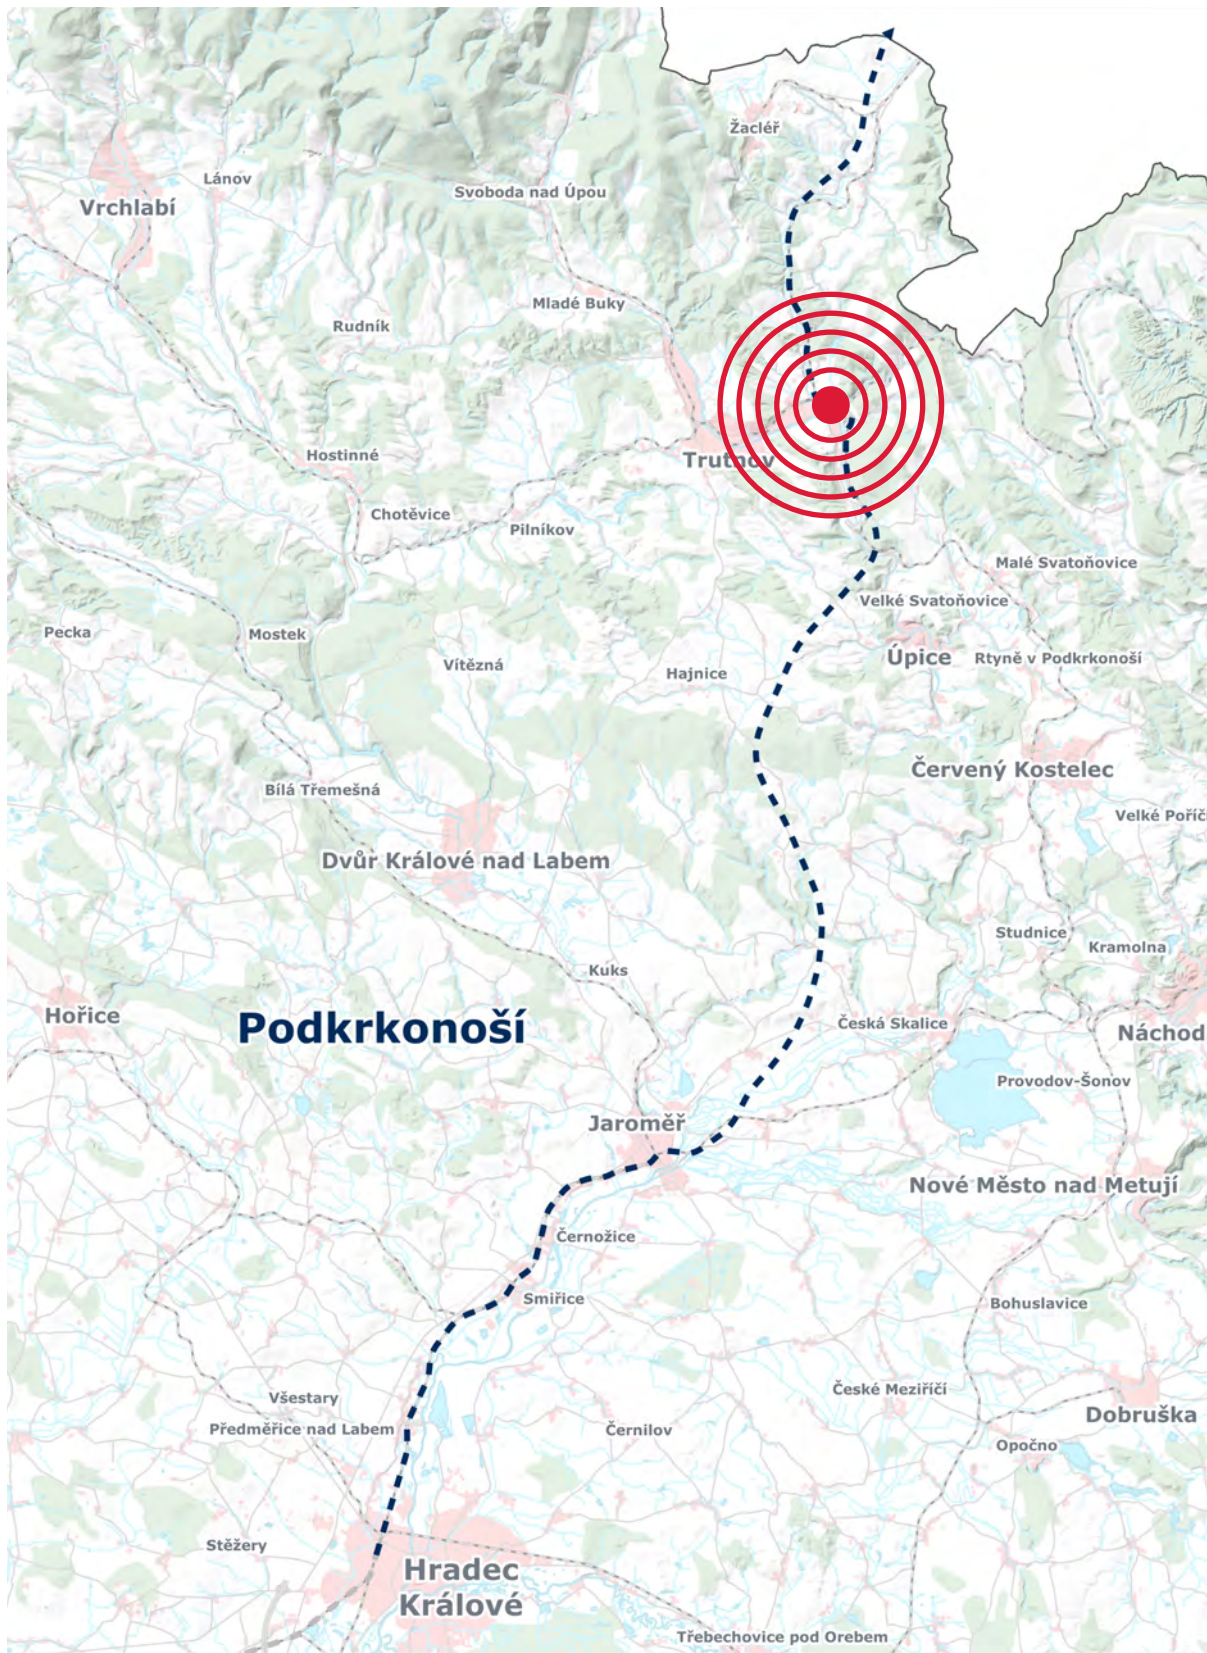 Žacléř
Lánov
Svoboda nad Úpou
Vrchlabí
Mladé Buky
Rudník
Trutnov
Hostinné
Chotěvice
Pilníkov
Malé Svatoňovice
Velké Svatoňovice
Pecka
Mostek
Vítězná
Hajnice
Úpice
Rtyně v Podkrkonoší
Červený Kostelec
Bílá Třemešná
Velké Poříčí
Dvůr Králové nad Labem
Studnice
Kramolna
Kuks
Hořice
Podkrkonoší
Česká Skalice
Náchod
Provodov-Šonov
Jaroměř
Nové Město nad Metují
Černožice
Smiřice
Bohuslavice
Všestary
České Meziříčí
Předměřice nad Labem
Černilov
Dobruška
Opočno
Stěžery
Hradec
Králové
Třebechovice pod Orebem